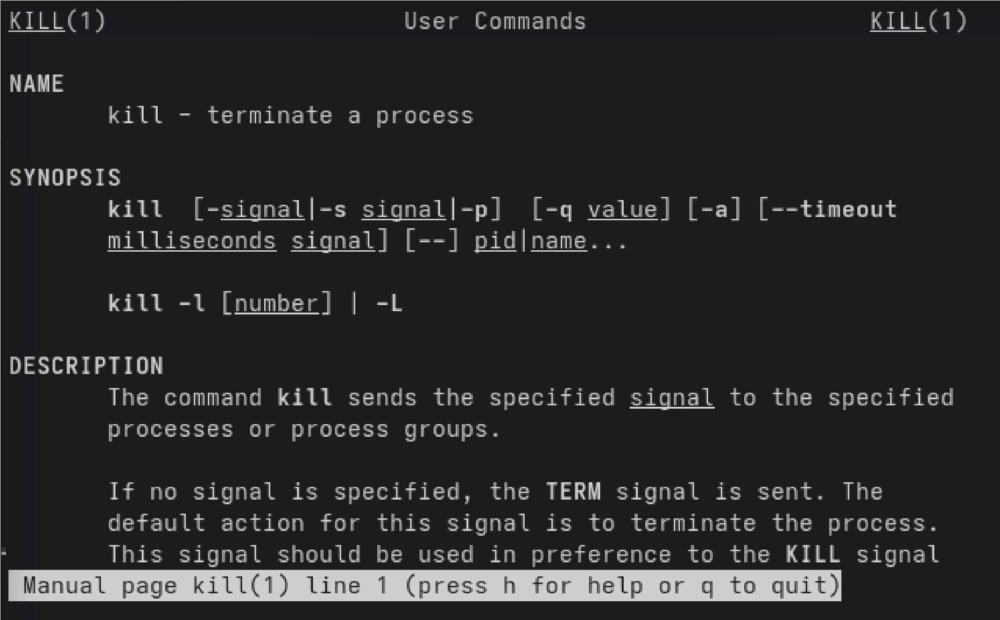 KILL(1) User Commands KILL(1)
NAME
kill - terminate a process
SYNOPSIS
kill [-signal|-s signal|-p] [-q value] [-a] [--timeout
milliseconds signal] [--] pid|name...
kill -l [number] | -L
DESCRIPTION
The command kill sends the specified signal to the specified
processes or process groups.
If no signal is specified, the TERM signal is sent. The
default action for this signal is to terminate the process.
This signal should be used in preference to the KILL signal
Manual page kill(1) line 1 (press h for help or q to quit)